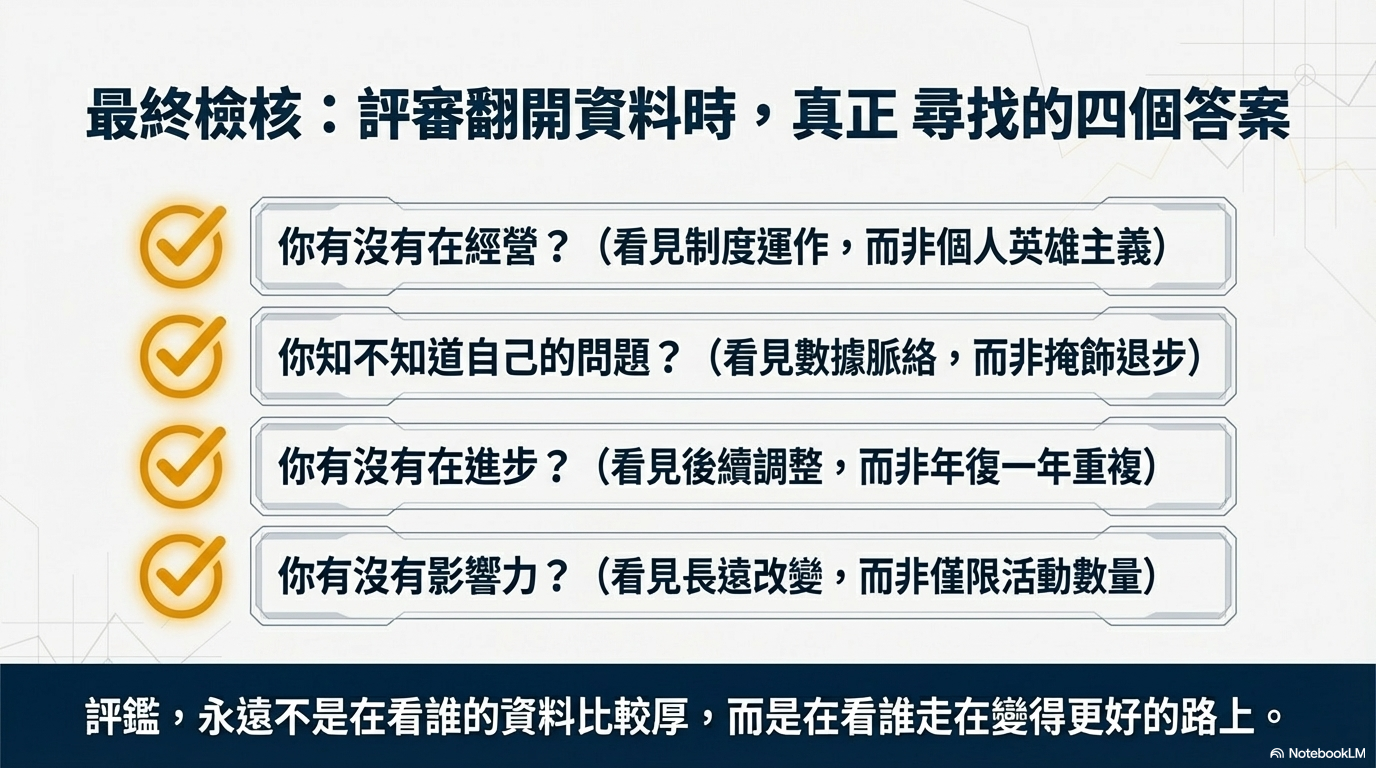 最終檢核：評審翻開資料時，真正 尋找的四個答案
你有沒有在經營？（看見制度運作，而非個人英雄主義）
你知不知道自己的問題？（看見數據脈絡，而非掩飾退步）
你有沒有在進步？（看見後續調整，而非年復一年重複）
你有沒有影響力？（看見長遠改變，而非僅限活動數量）
評鑑，永遠不是在看誰的資料比較厚，而是在看誰走在變得更好的路上。
NotebookLM